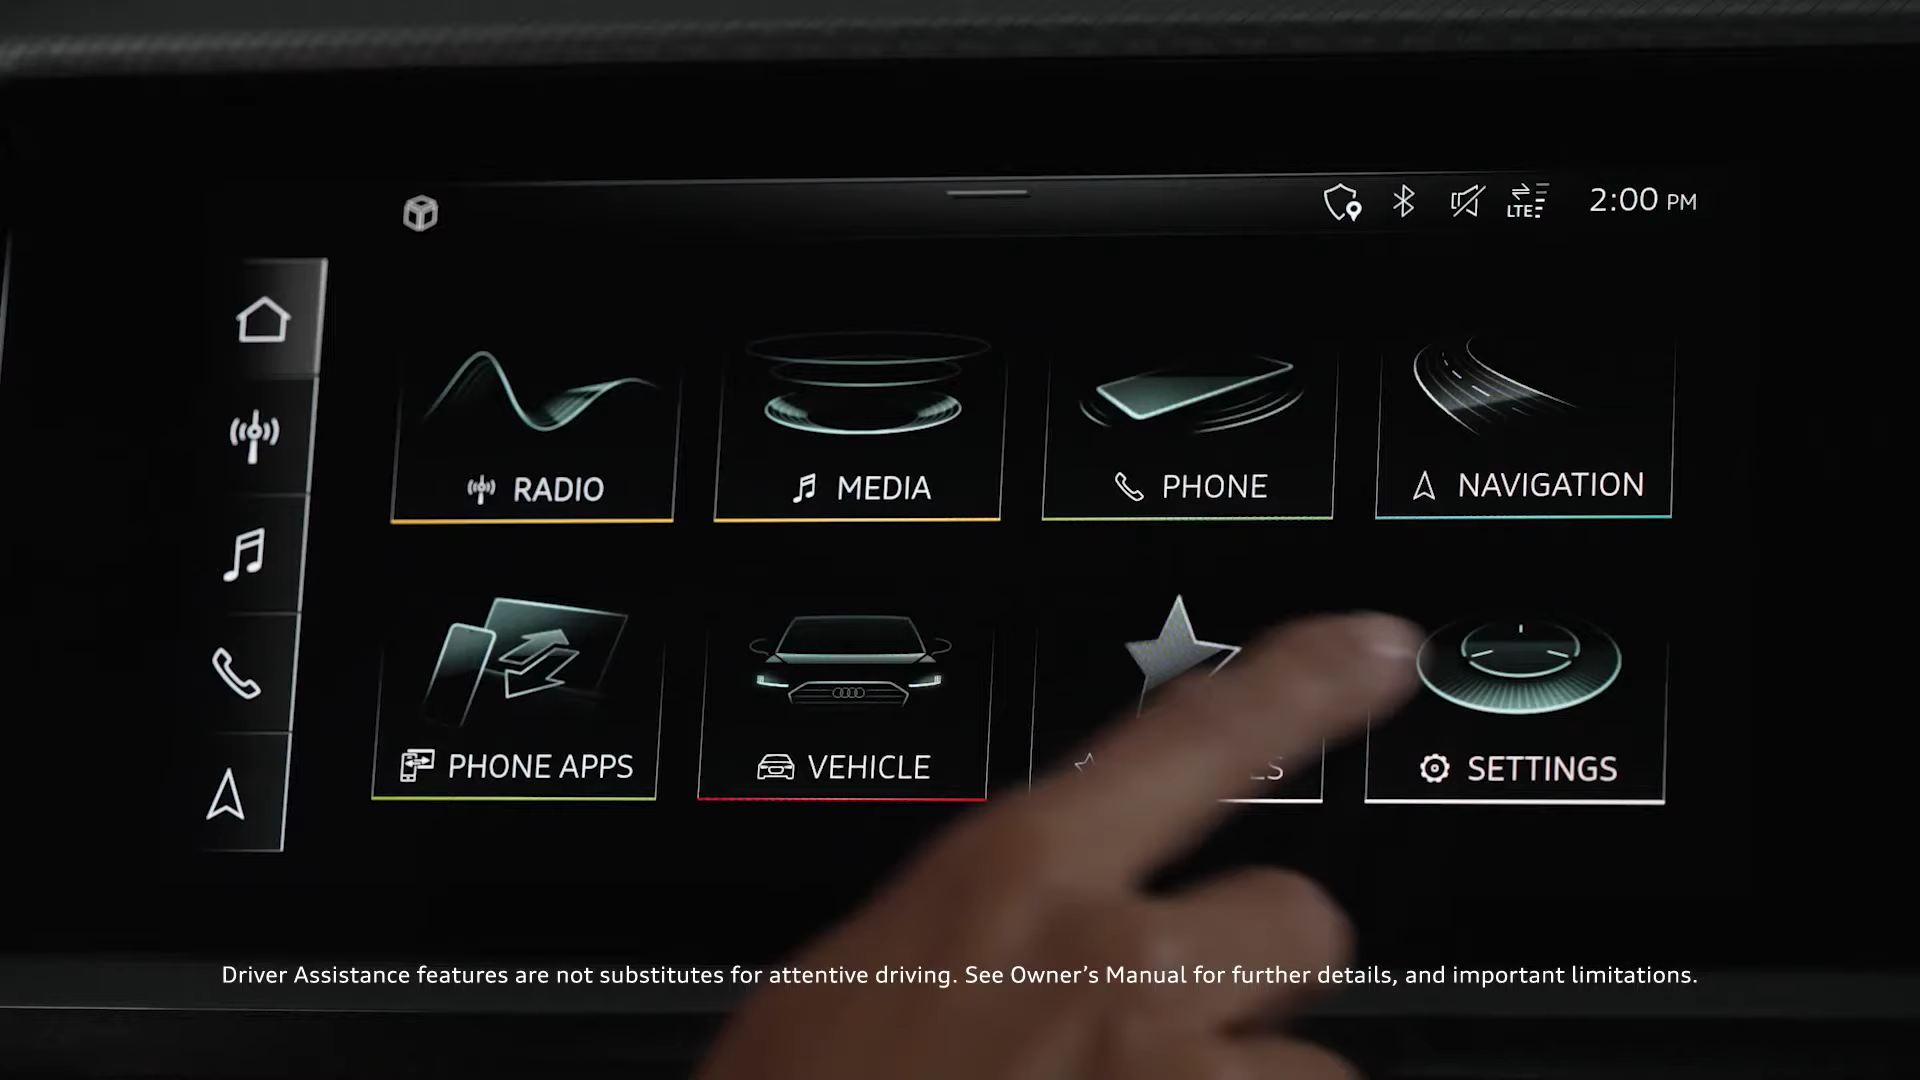 LTE
2:00 PM
RADIO
MEDIA
PHONE
NAVIGATION
PHONE APPS
VEHICLE
SETTINGS
Driver Assistance features are not substitutes for attentive driving. See Owner’s Manual for further details, and important limitations.